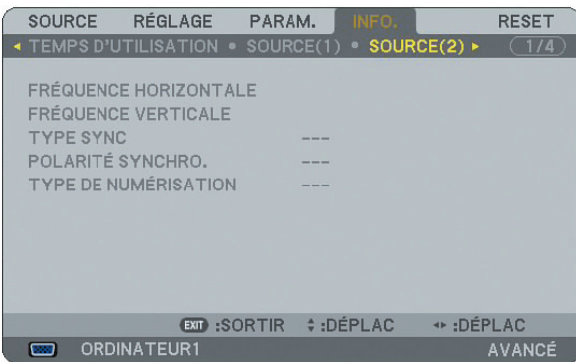 SOURCE RÉGLAGE PARAM. INFO. RESET
◂ TEMPS D'UTILISATION • SOURCE(1) • SOURCE(2) ▸ 1/4
FRÉQUENCE HORIZONTALE
FRÉQUENCE VERTICALE
TYPE SYNC ---
POLARITÉ SYNCHRO. ---
TYPE DE NUMÉRISATION ---
EXIT :SORTIR :DÉPLAC :DÉPLAC
ORDINATEUR1 AVANCÉ